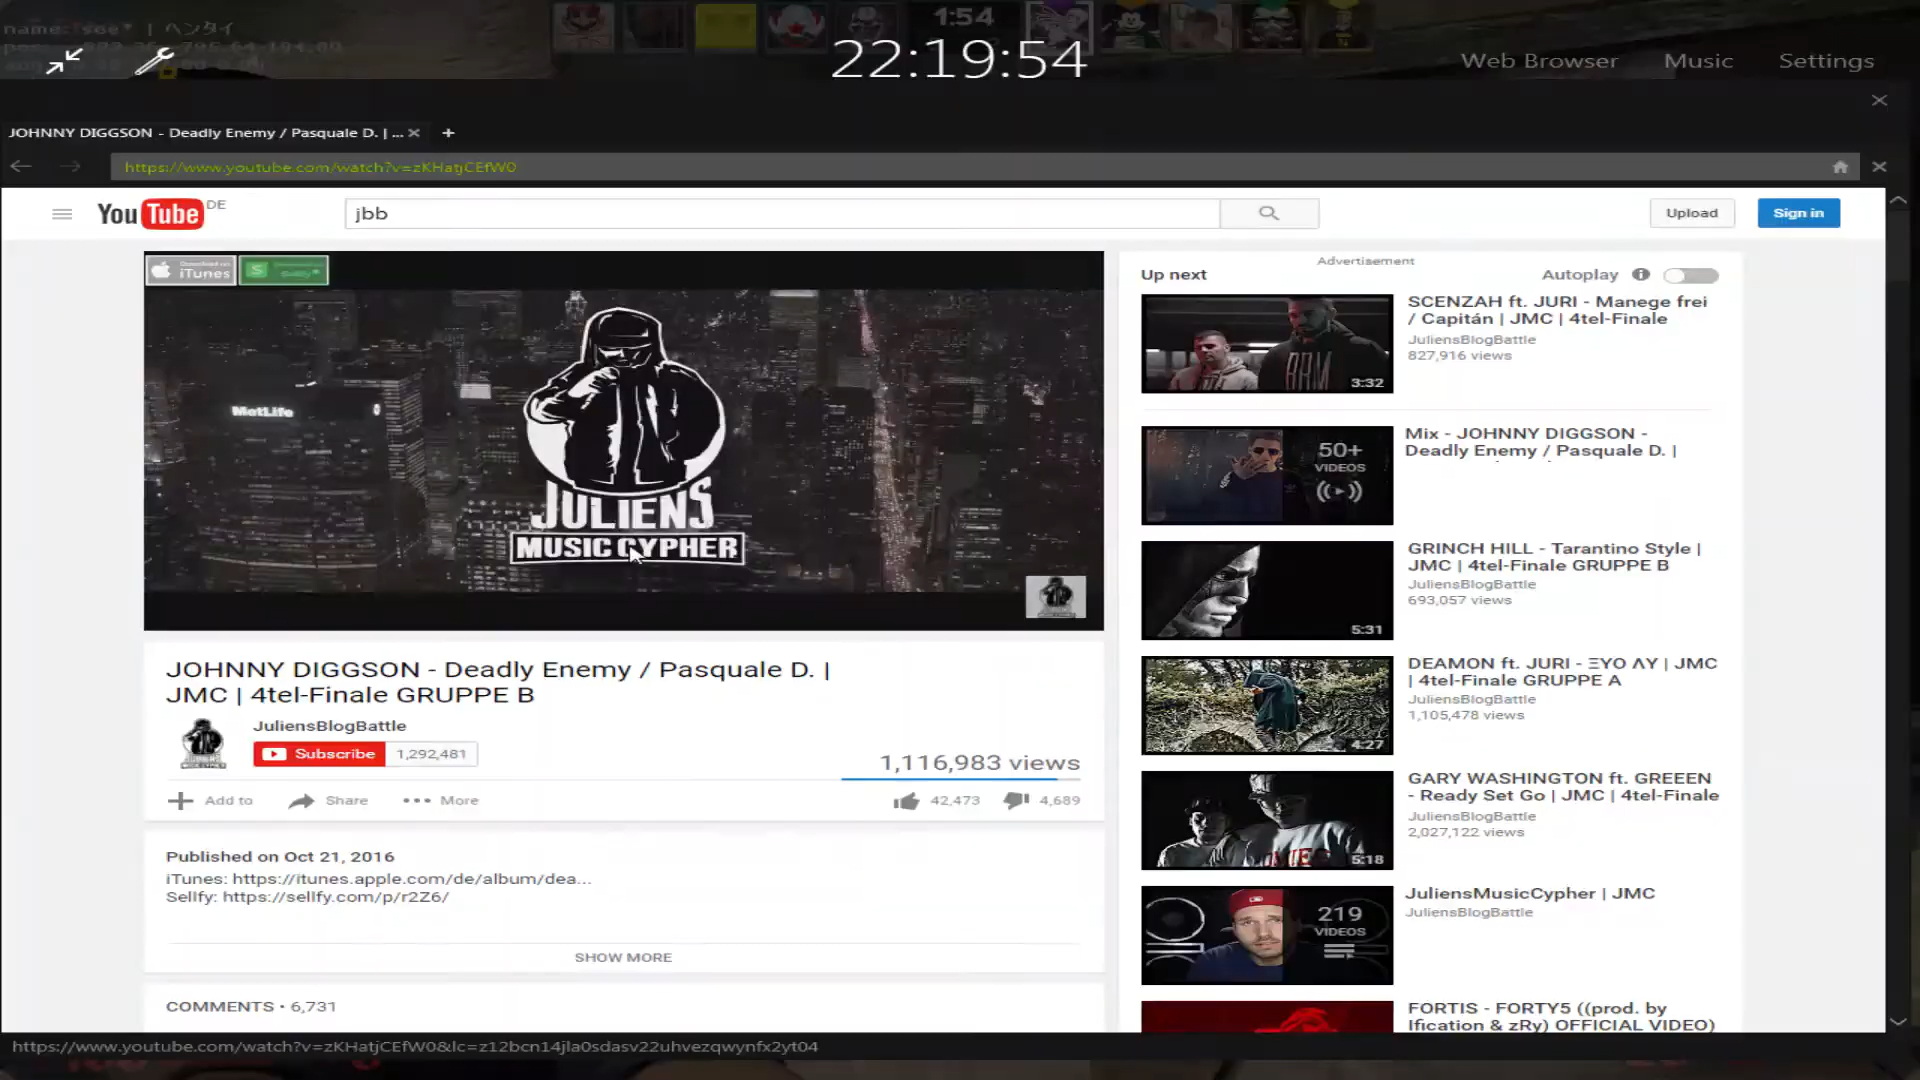 1:54
22:19:54
Web Browser
Music
Settings
JOHNNY DIGGSON - Deadly Enemy / Pasquale D. | ...
https://www.youtube.com/watch?v=zKHatjCEfW0
YouTube DE
jbb
Upload
Sign in
iTunes
MetLife
JULIENS
MUSIC CYPHER
JOHNNY DIGGSON - Deadly Enemy / Pasquale D. |
JMC | 4tel-Finale GRUPPE B
JuliensBlogBattle
Subscribe 1,292,481
1,116,983 views
Add to
Share
More
42,473
4,689
Published on Oct 21, 2016
iTunes: https://itunes.apple.com/de/album/dea...
Sellfy: https://sellfy.com/p/r2Z6/
SHOW MORE
COMMENTS • 6,731
Advertisement
Up next
Autoplay
SCENZAH ft. JURI - Manege frei
/ Capitán | JMC | 4tel-Finale
JuliensBlogBattle
827,916 views
3:32
Mix - JOHNNY DIGGSON -
Deadly Enemy / Pasquale D. |
50+
VIDEOS
GRINCH HILL - Tarantino Style |
JMC | 4tel-Finale GRUPPE B
JuliensBlogBattle
693,057 views
5:31
DEAMON ft. JURI - ΞYO ΛY | JMC
| 4tel-Finale GRUPPE A
JuliensBlogBattle
1,105,478 views
4:27
GARY WASHINGTON ft. GREEEN
- Ready Set Go | JMC | 4tel-Finale
JuliensBlogBattle
2,027,122 views
5:18
JuliensMusicCypher | JMC
JuliensBlogBattle
219
VIDEOS
FORTIS - FORTY5 ((prod. by
Ification & zRy) OFFICIAL VIDEO)
https://www.youtube.com/watch?v=zKHatjCEfW0&lc=z12bcn14jla0sdasv22uhvezqwynfx2yt04